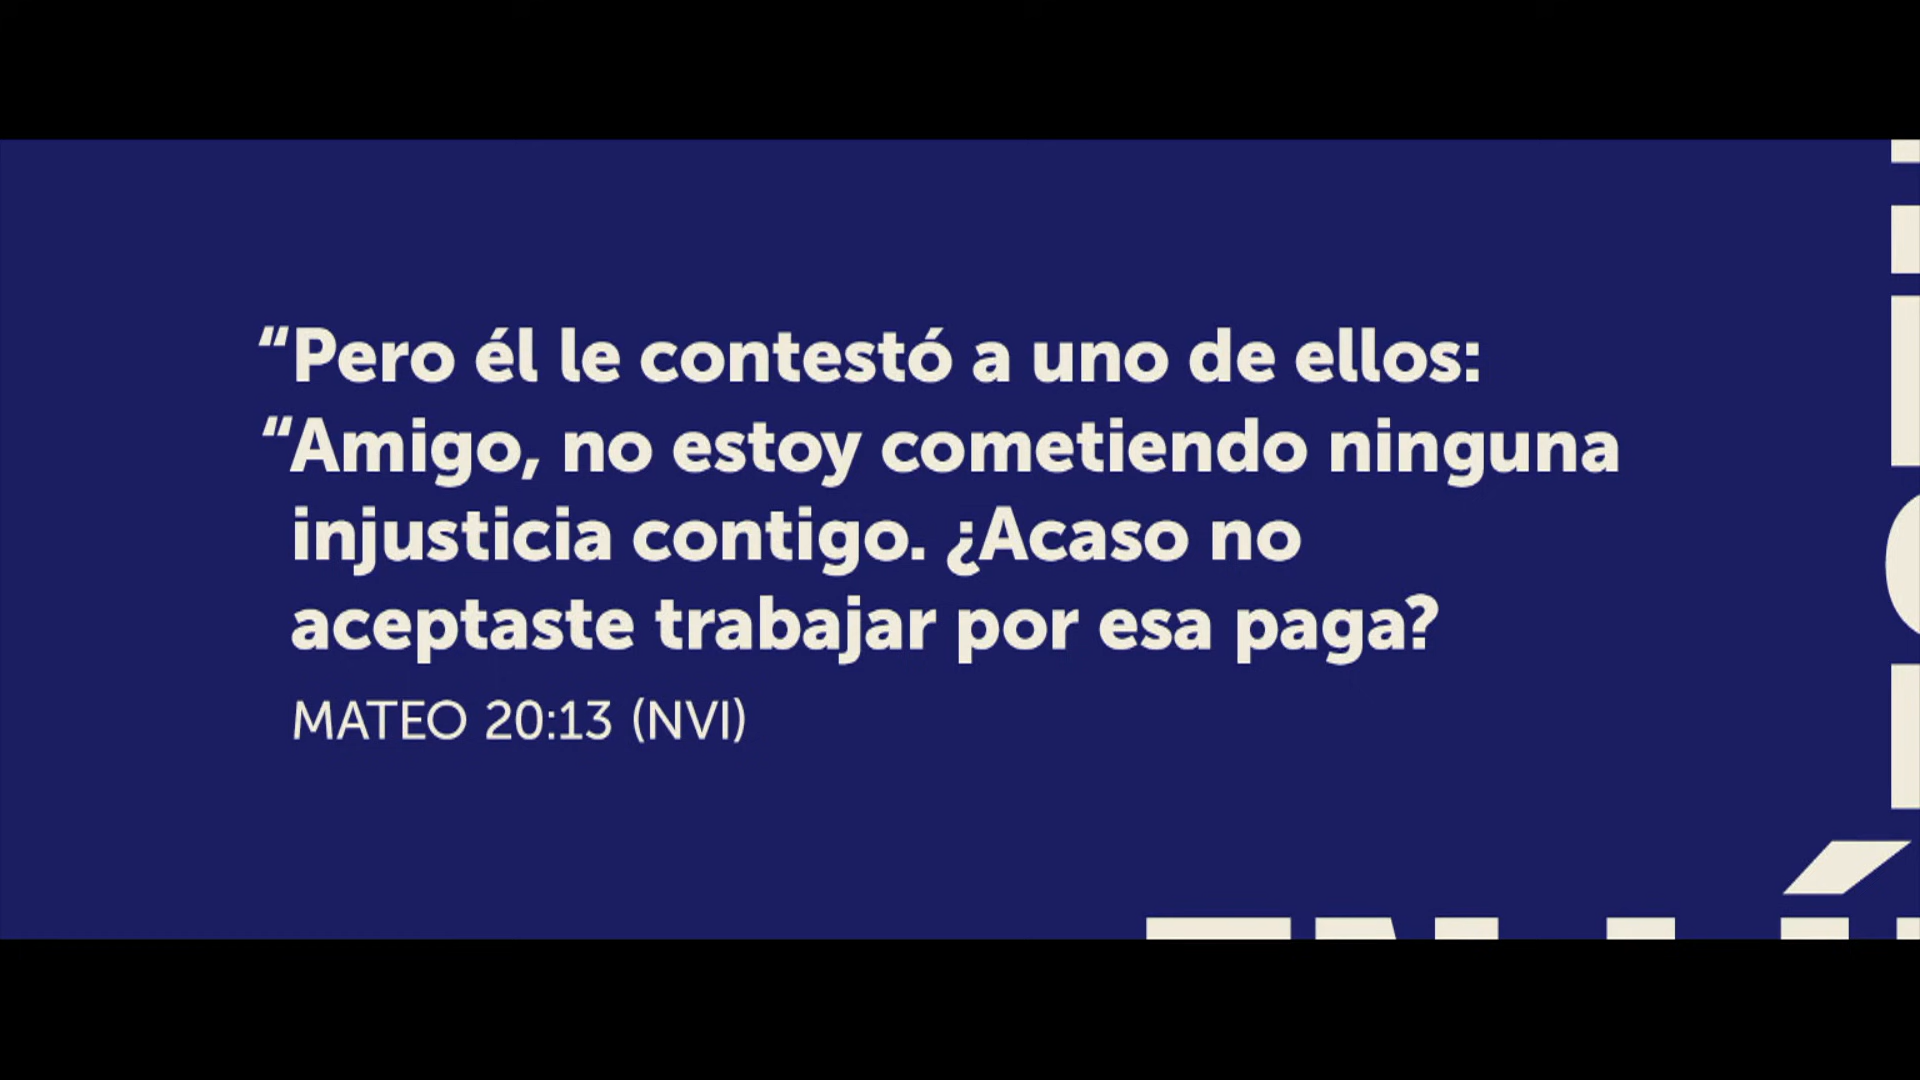 “Pero él le contestó a uno de ellos:
“Amigo, no estoy cometiendo ninguna
injusticia contigo. ¿Acaso no
aceptaste trabajar por esa paga?
MATEO 20:13 (NVI)